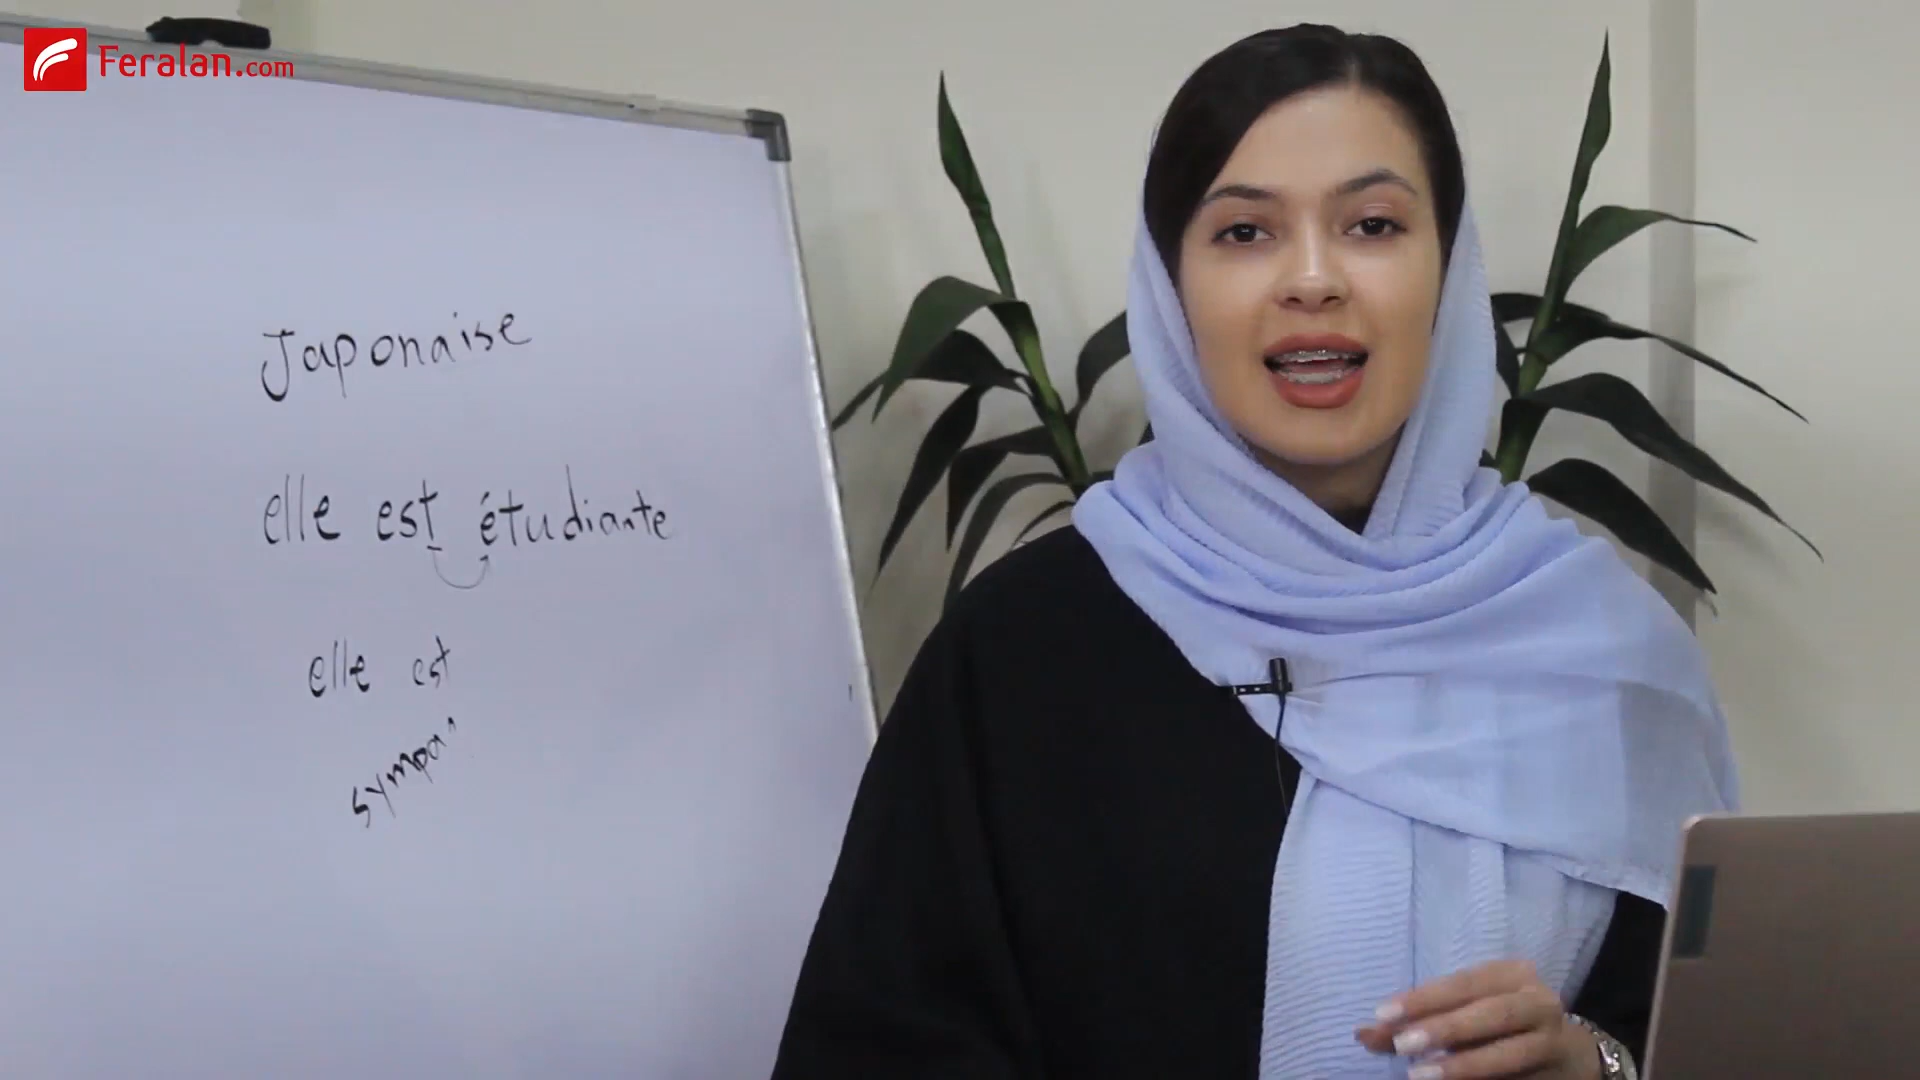 Feralan.com
Japonaise
elle est étudiante
elle est
sympa